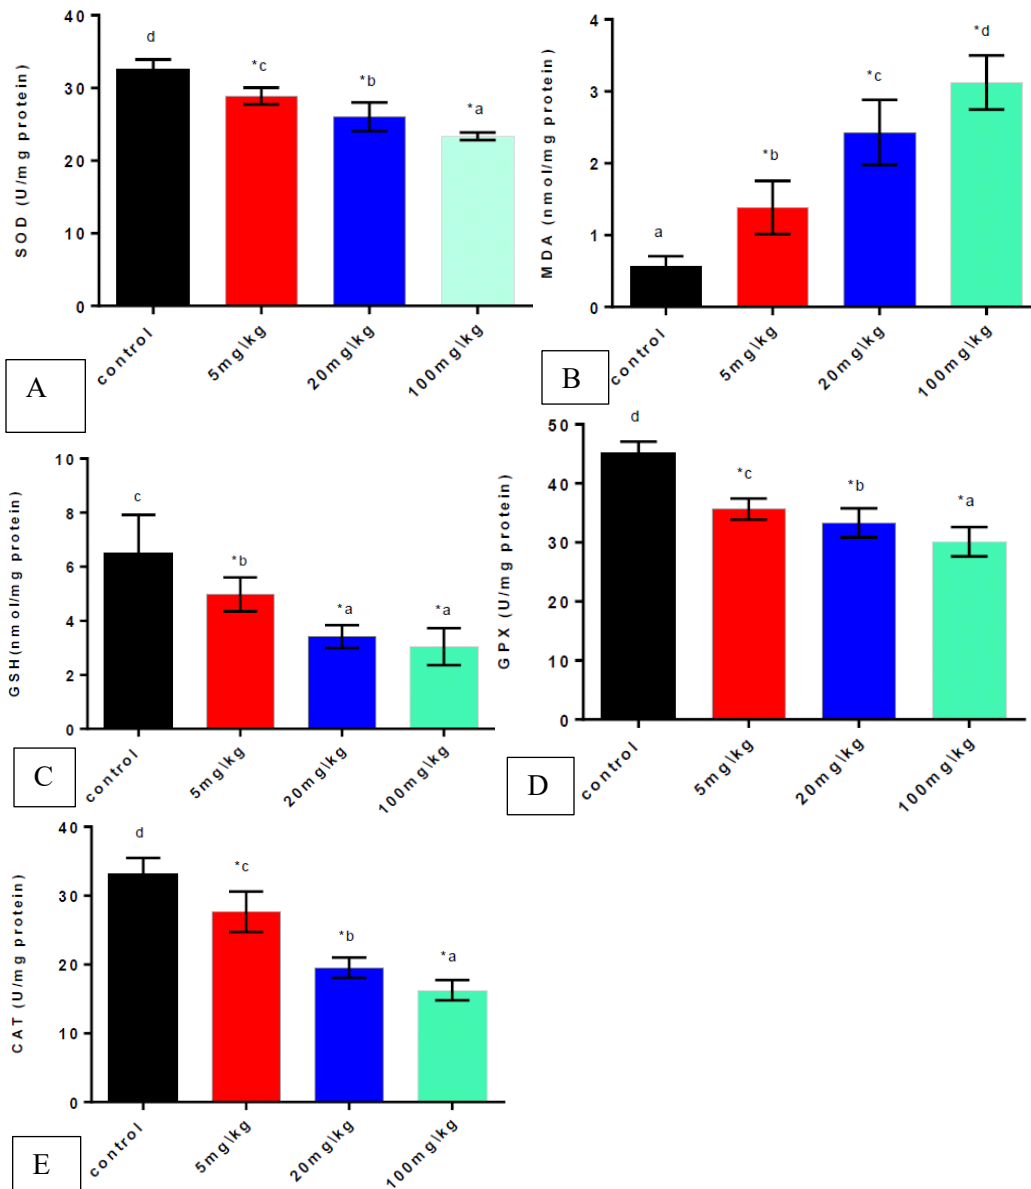 SOD (U/mg protein)
40
30
20
10
0
d
*c
*b
*a
control
5mg\kg
20mg\kg
100mg\kg
A
MDA (nmol/mg protein)
4
3
2
1
0
a
*b
*c
*d
control
5mg\kg
20mg\kg
100mg\kg
B
GSH(nmol/mg protein)
10
8
6
4
2
0
c
*b
*a
*a
control
5mg\kg
20mg\kg
100mg\kg
C
GPX (U/mg protein)
50
40
30
20
10
0
d
*c
*b
*a
control
5mg\kg
20mg\kg
100mg\kg
D
CAT (U/mg protein)
40
30
20
10
0
d
*c
*b
*a
control
5mg\kg
20mg\kg
100mg\kg
E